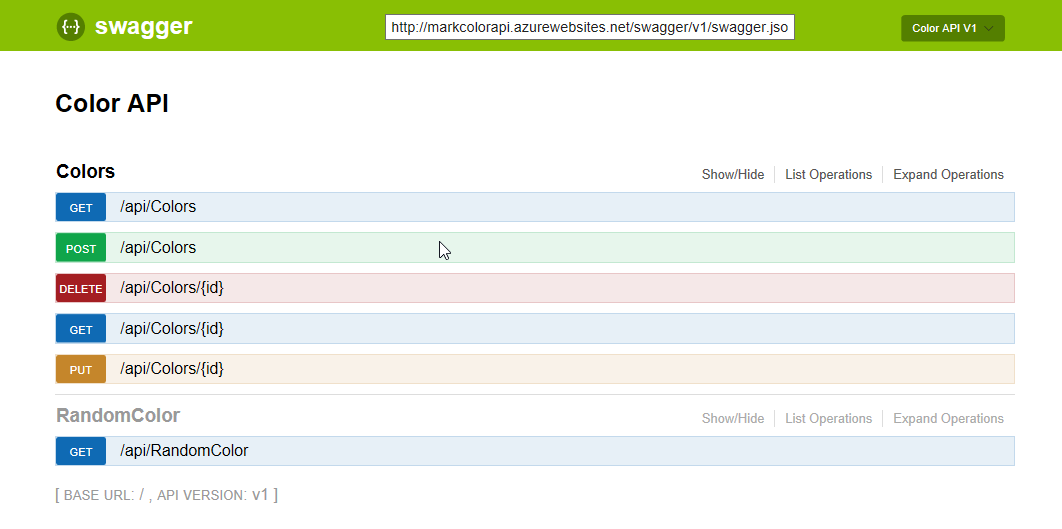 {···} swagger http://markcolorapi.azurewebsites.net/swagger/v1/swagger.jso Color API V1
Color API
Colors Show/Hide List Operations Expand Operations
GET /api/Colors
POST /api/Colors
DELETE /api/Colors/{id}
GET /api/Colors/{id}
PUT /api/Colors/{id}
RandomColor Show/Hide List Operations Expand Operations
GET /api/RandomColor
[ BASE URL: / , API VERSION: v1 ]